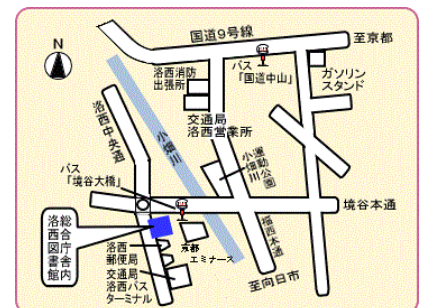 N
国道9号線
至京都
バス
「国道中山」
ガソリン
スタンド
洛西消防
出張所
交通局
洛西営業所
洛西中央通
小畑川
小畑川
運動公園
バス
「境谷大橋」
境谷本通
福西本通
総合庁舎内
洛西図書館
洛西
郵便局
京都
エミナース
交通局
洛西バス
ターミナル
至向日市